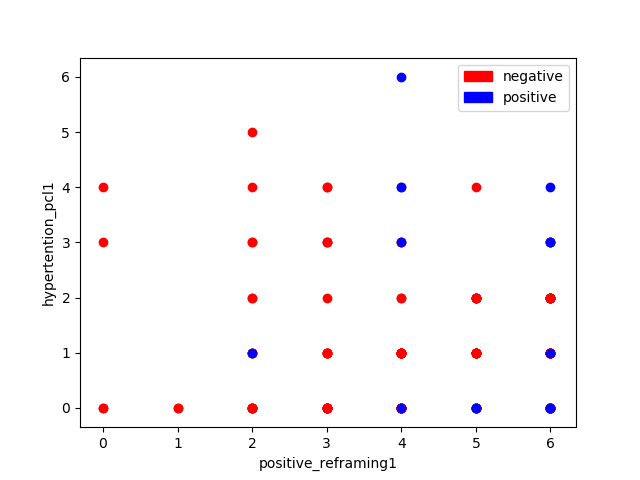 negative
positive
6
5
4
3
2
1
0
hypertention_pcl1
0 1 2 3 4 5 6
positive_reframing1